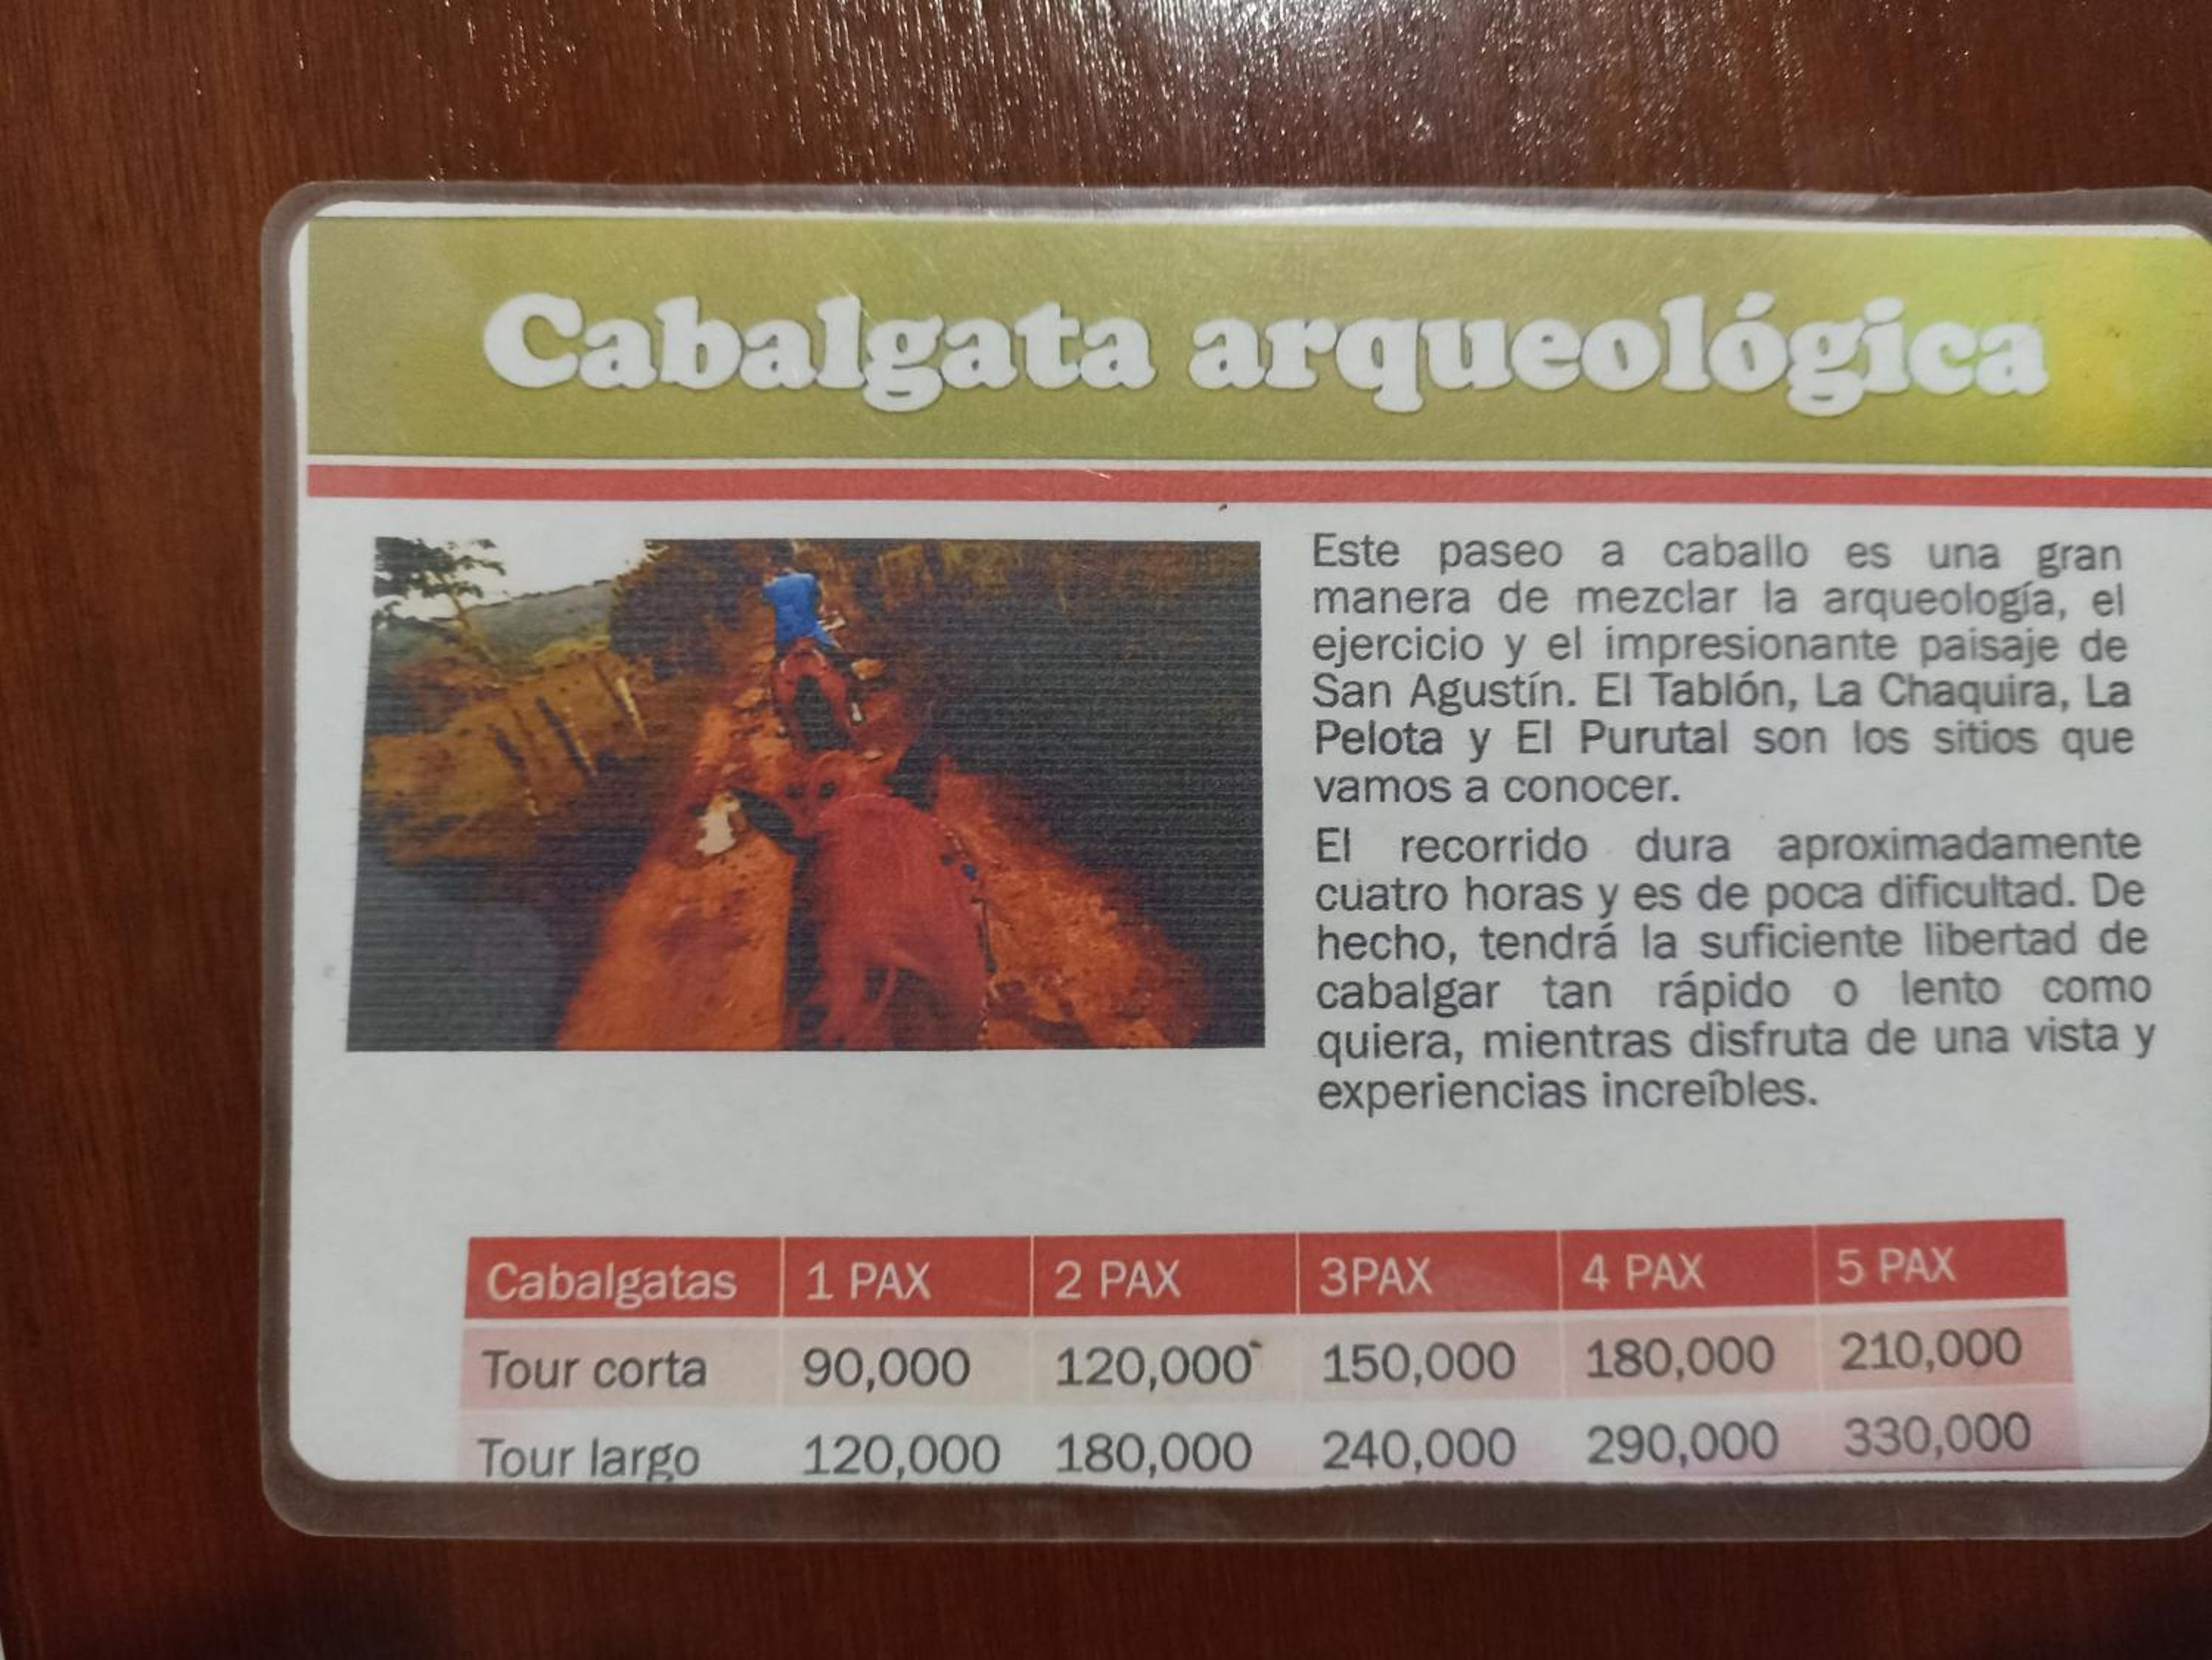 Cabalgata arqueológica
Este paseo a caballo es una gran
manera de mezclar la arqueología, el
ejercicio y el impresionante paisaje de
San Agustín. El Tablón, La Chaquira, La
Pelota y El Purutal son los sitios que
vamos a conocer.
El recorrido dura aproximadamente
cuatro horas y es de poca dificultad. De
hecho, tendrá la suficiente libertad de
cabalgar tan rápido o lento como
quiera, mientras disfruta de una vista y
experiencias increíbles.
Cabalgatas 1 PAX 2 PAX 3PAX 4 PAX 5 PAX
Tour corta 90,000 120,000 150,000 180,000 210,000
Tour largo 120,000 180,000 240,000 290,000 330,000